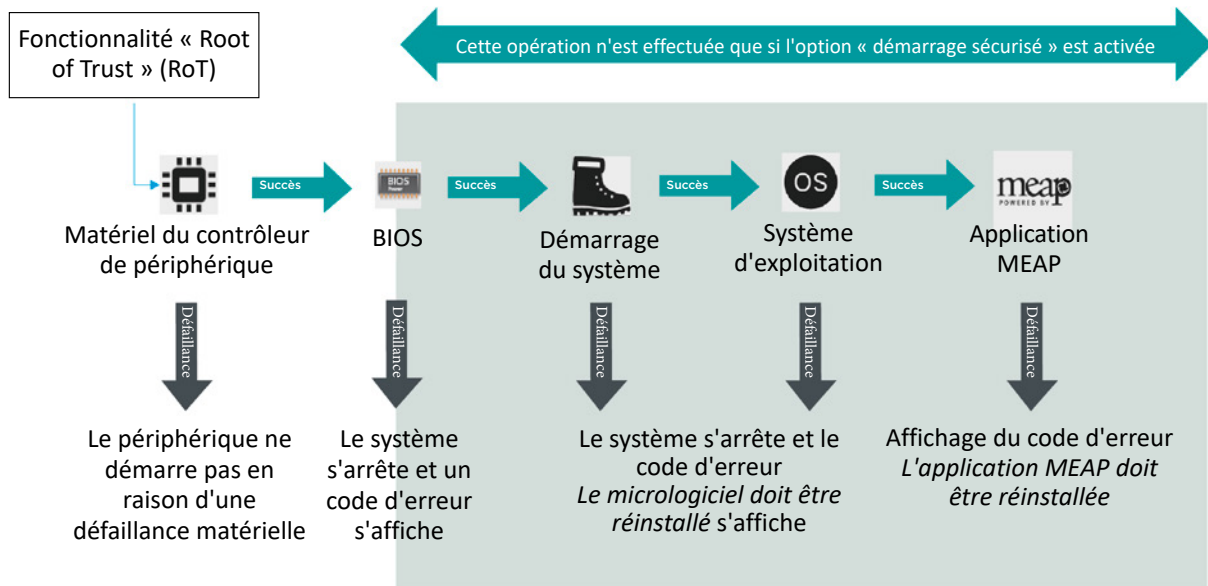 Fonctionnalité « Root
of Trust » (RoT)
Cette opération n'est effectuée que si l'option « démarrage sécurisé » est activée
Succès
BIOS
Power
Succès
Succès
OS
Succès
meap
POWERED BY
Matériel du contrôleur
de périphérique
BIOS
Démarrage
du système
Système
d'exploitation
Application
MEAP
Défaillance
Défaillance
Défaillance
Défaillance
Défaillance
Le périphérique ne
démarre pas en
raison d'une
défaillance matérielle
Le système
s'arrête et un
code d'erreur
s'affiche
Le système s'arrête et le
code d'erreur
Le micrologiciel doit être
réinstallé s'affiche
Affichage du code d'erreur
L'application MEAP doit
être réinstallée